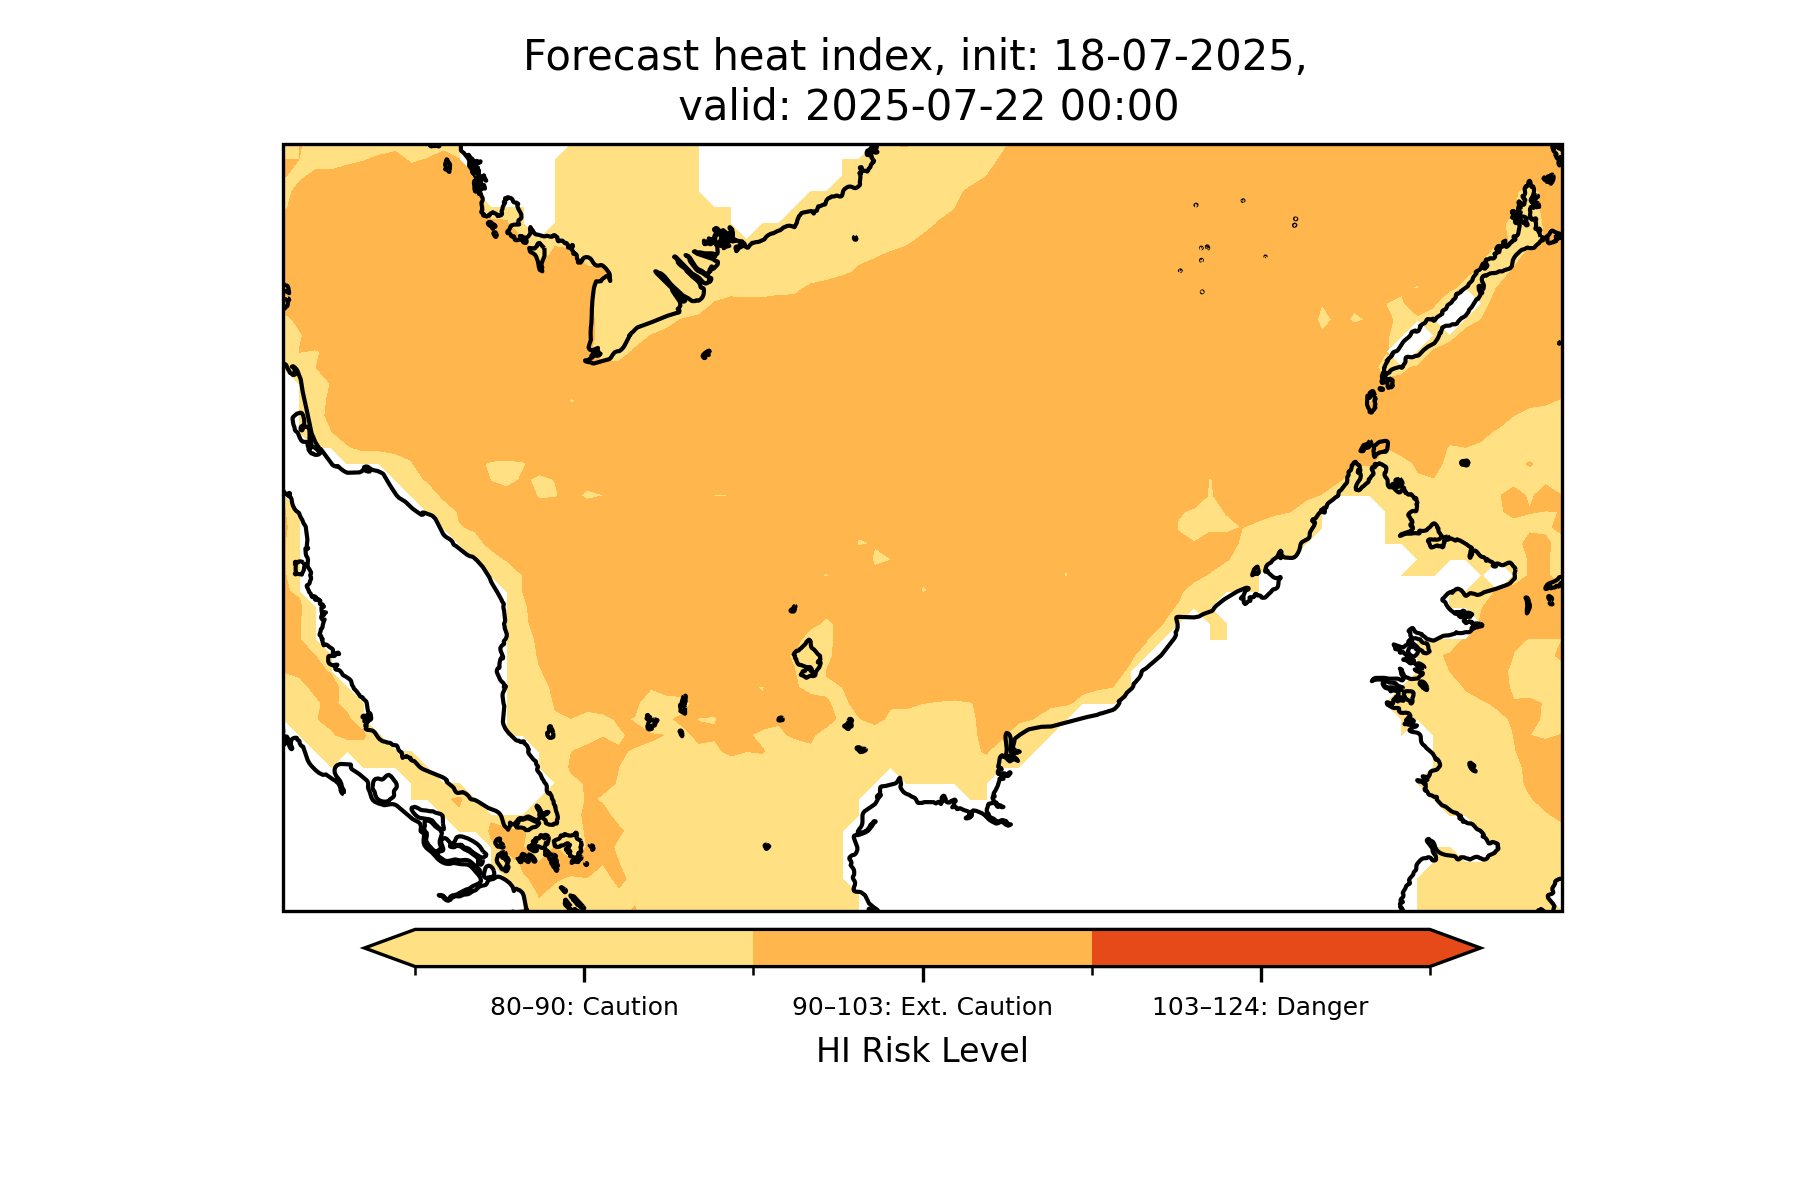 Forecast heat index, init: 18-07-2025,
valid: 2025-07-22 00:00
80–90: Caution
90–103: Ext. Caution
103–124: Danger
HI Risk Level